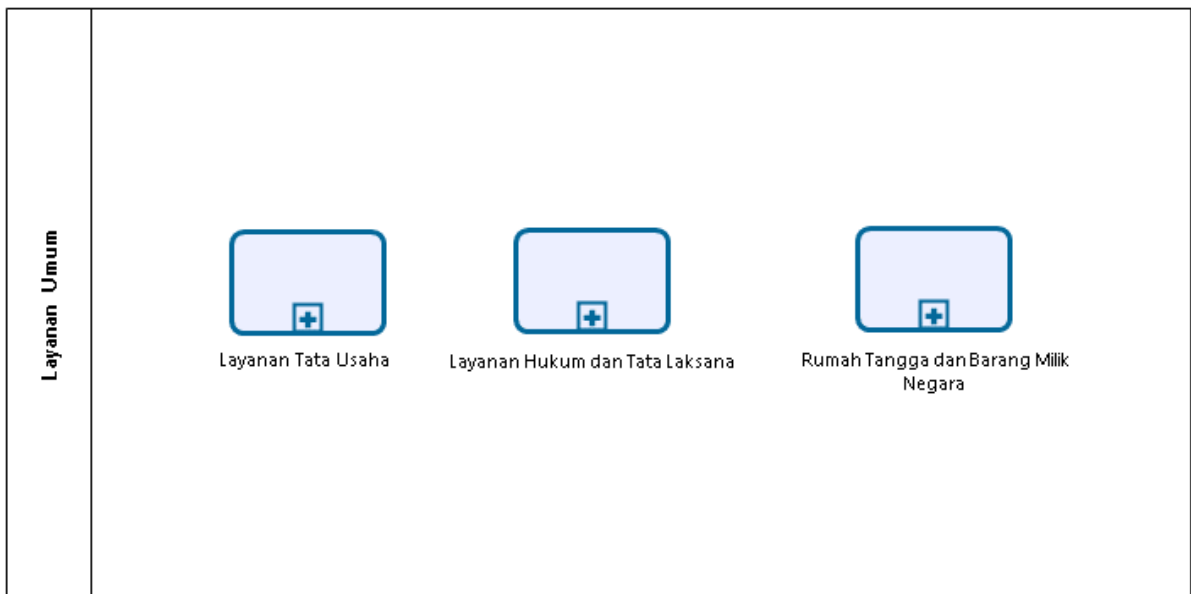 Layanan Umum
Layanan Tata Usaha
Layanan Hukum dan Tata Laksana
Rumah Tangga dan Barang Milik
Negara